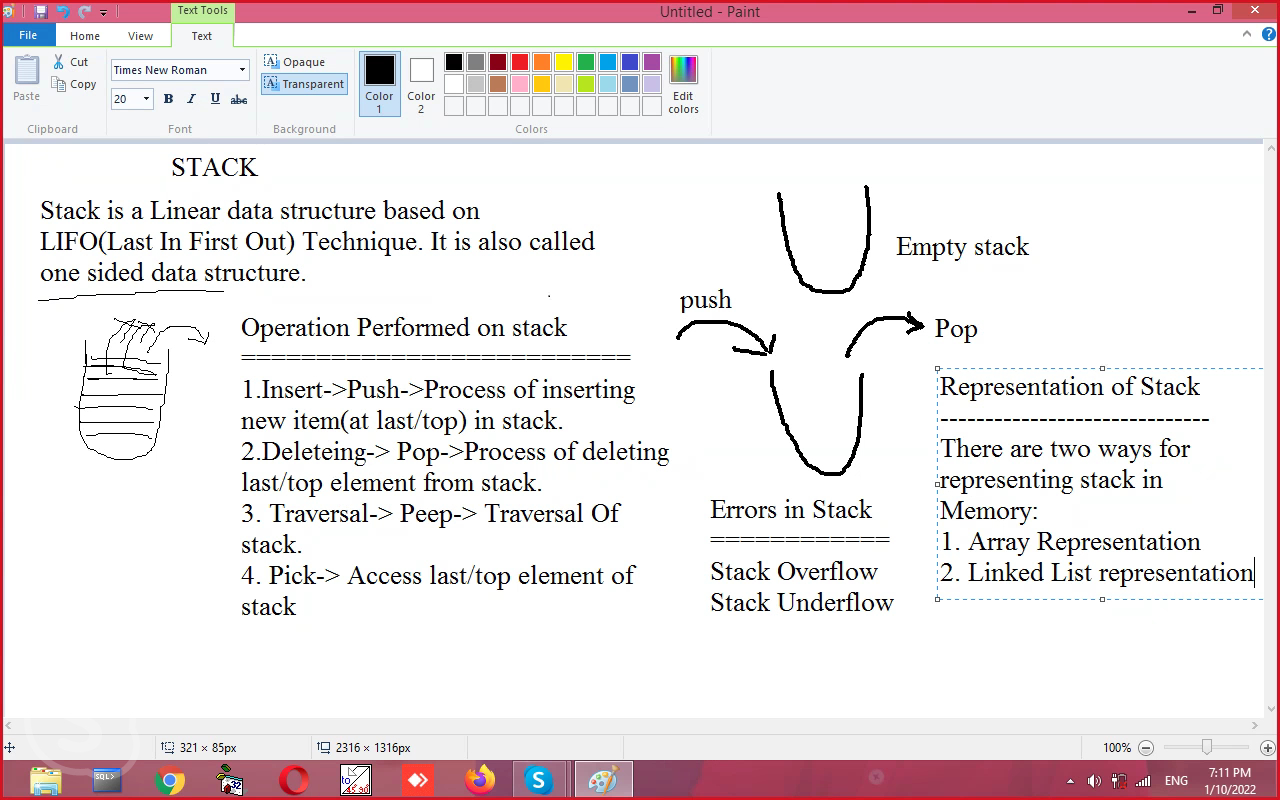 Text Tools
Untitled - Paint
File
Home
View
Text
Paste
Cut
Copy
Clipboard
Times New Roman
20
B I U abc
Font
Opaque
Transparent
Background
Color 1
Color 2
Edit colors
Colors
STACK
Stack is a Linear data structure based on
LIFO(Last In First Out) Technique. It is also called
one sided data structure.
Operation Performed on stack
==========================
1.Insert->Push->Process of inserting
new item(at last/top) in stack.
2.Deleteing-> Pop->Process of deleting
last/top element from stack.
3. Traversal-> Peep-> Traversal Of
stack.
4. Pick-> Access last/top element of
stack
Empty stack
push
Pop
Errors in Stack
============
Stack Overflow
Stack Underflow
Representation of Stack
------------------------------
There are two ways for
representing stack in
Memory:
1. Array Representation
2. Linked List representation
321 × 85px
2316 × 1316px
100%
SQL>
32
to
S
ENG
7:11 PM
1/10/2022